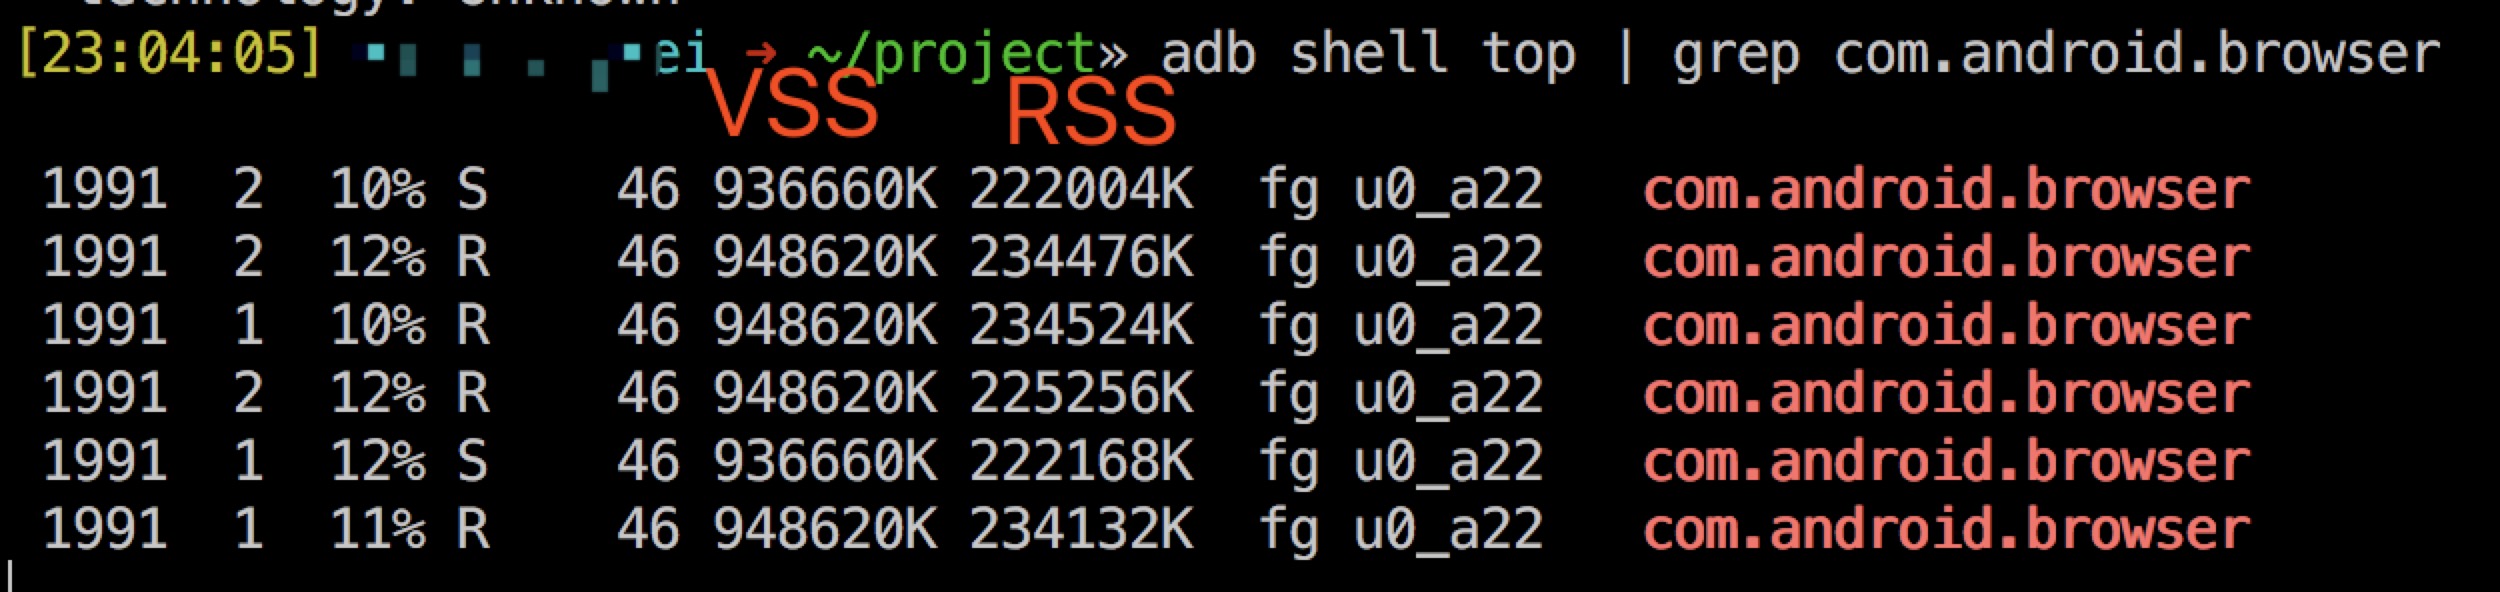 [23:04:05] ei ➜ ~/project» adb shell top | grep com.android.browser
VSS RSS
1991 2 10% S 46 936660K 222004K fg u0_a22 com.android.browser
1991 2 12% R 46 948620K 234476K fg u0_a22 com.android.browser
1991 1 10% R 46 948620K 234524K fg u0_a22 com.android.browser
1991 2 12% R 46 948620K 225256K fg u0_a22 com.android.browser
1991 1 12% S 46 936660K 222168K fg u0_a22 com.android.browser
1991 1 11% R 46 948620K 234132K fg u0_a22 com.android.browser